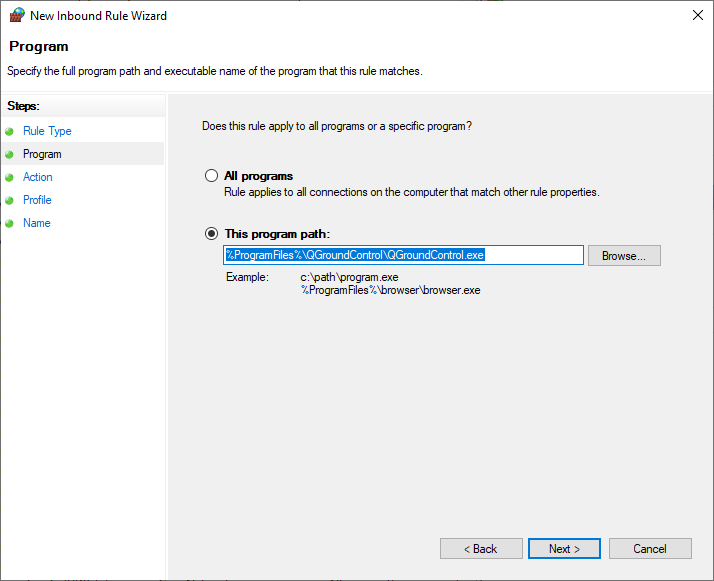 New Inbound Rule Wizard
Program
Specify the full program path and executable name of the program that this rule matches.
Steps:
Rule Type
Program
Action
Profile
Name
Does this rule apply to all programs or a specific program?
All programs
Rule applies to all connections on the computer that match other rule properties.
This program path:
%ProgramFiles%\QGroundControl\QGroundControl.exe
Browse...
Example: c:\path\program.exe
%ProgramFiles%\browser\browser.exe
< Back Next > Cancel